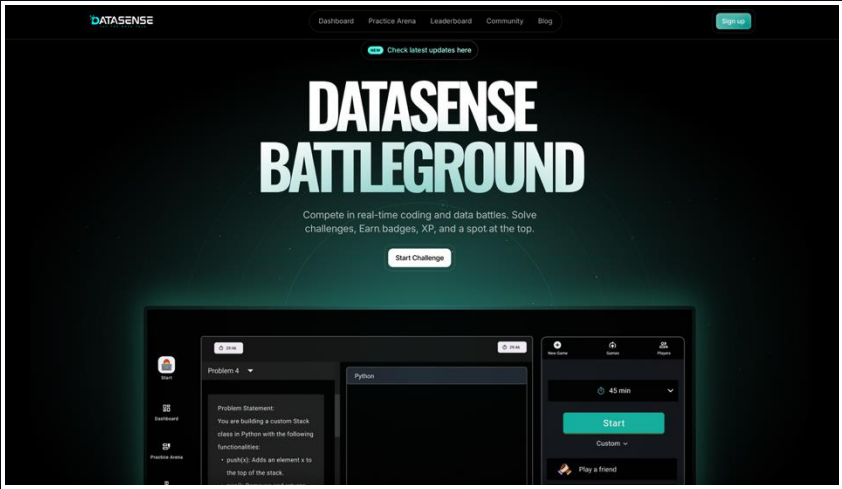 DATASENSE
Dashboard Practice Arena Leaderboard Community Blog
Sign up
NEW Check latest updates here
DATASENSE
BATTLEGROUND
Compete in real-time coding and data battles. Solve
challenges, Earn badges, XP, and a spot at the top.
Start Challenge
29:46
29:46
Start
Dashboard
Practice Arena
Problem 4
Problem Statement:
You are building a custom Stack
class in Python with the following
functionalities:
• push(x): Adds an element x to
the top of the stack.
Python
New Game Games Players
45 min
Start
Custom
Play a friend